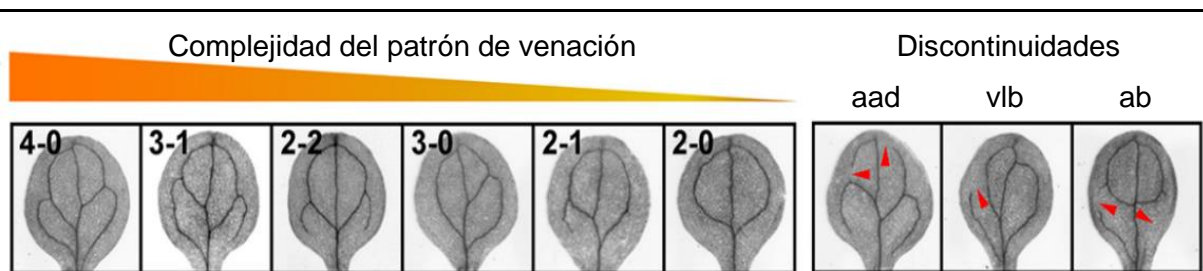 Complejidad del patrón de venación
Discontinuidades
aad vlb ab
4-0 3-1 2-2 3-0 2-1 2-0